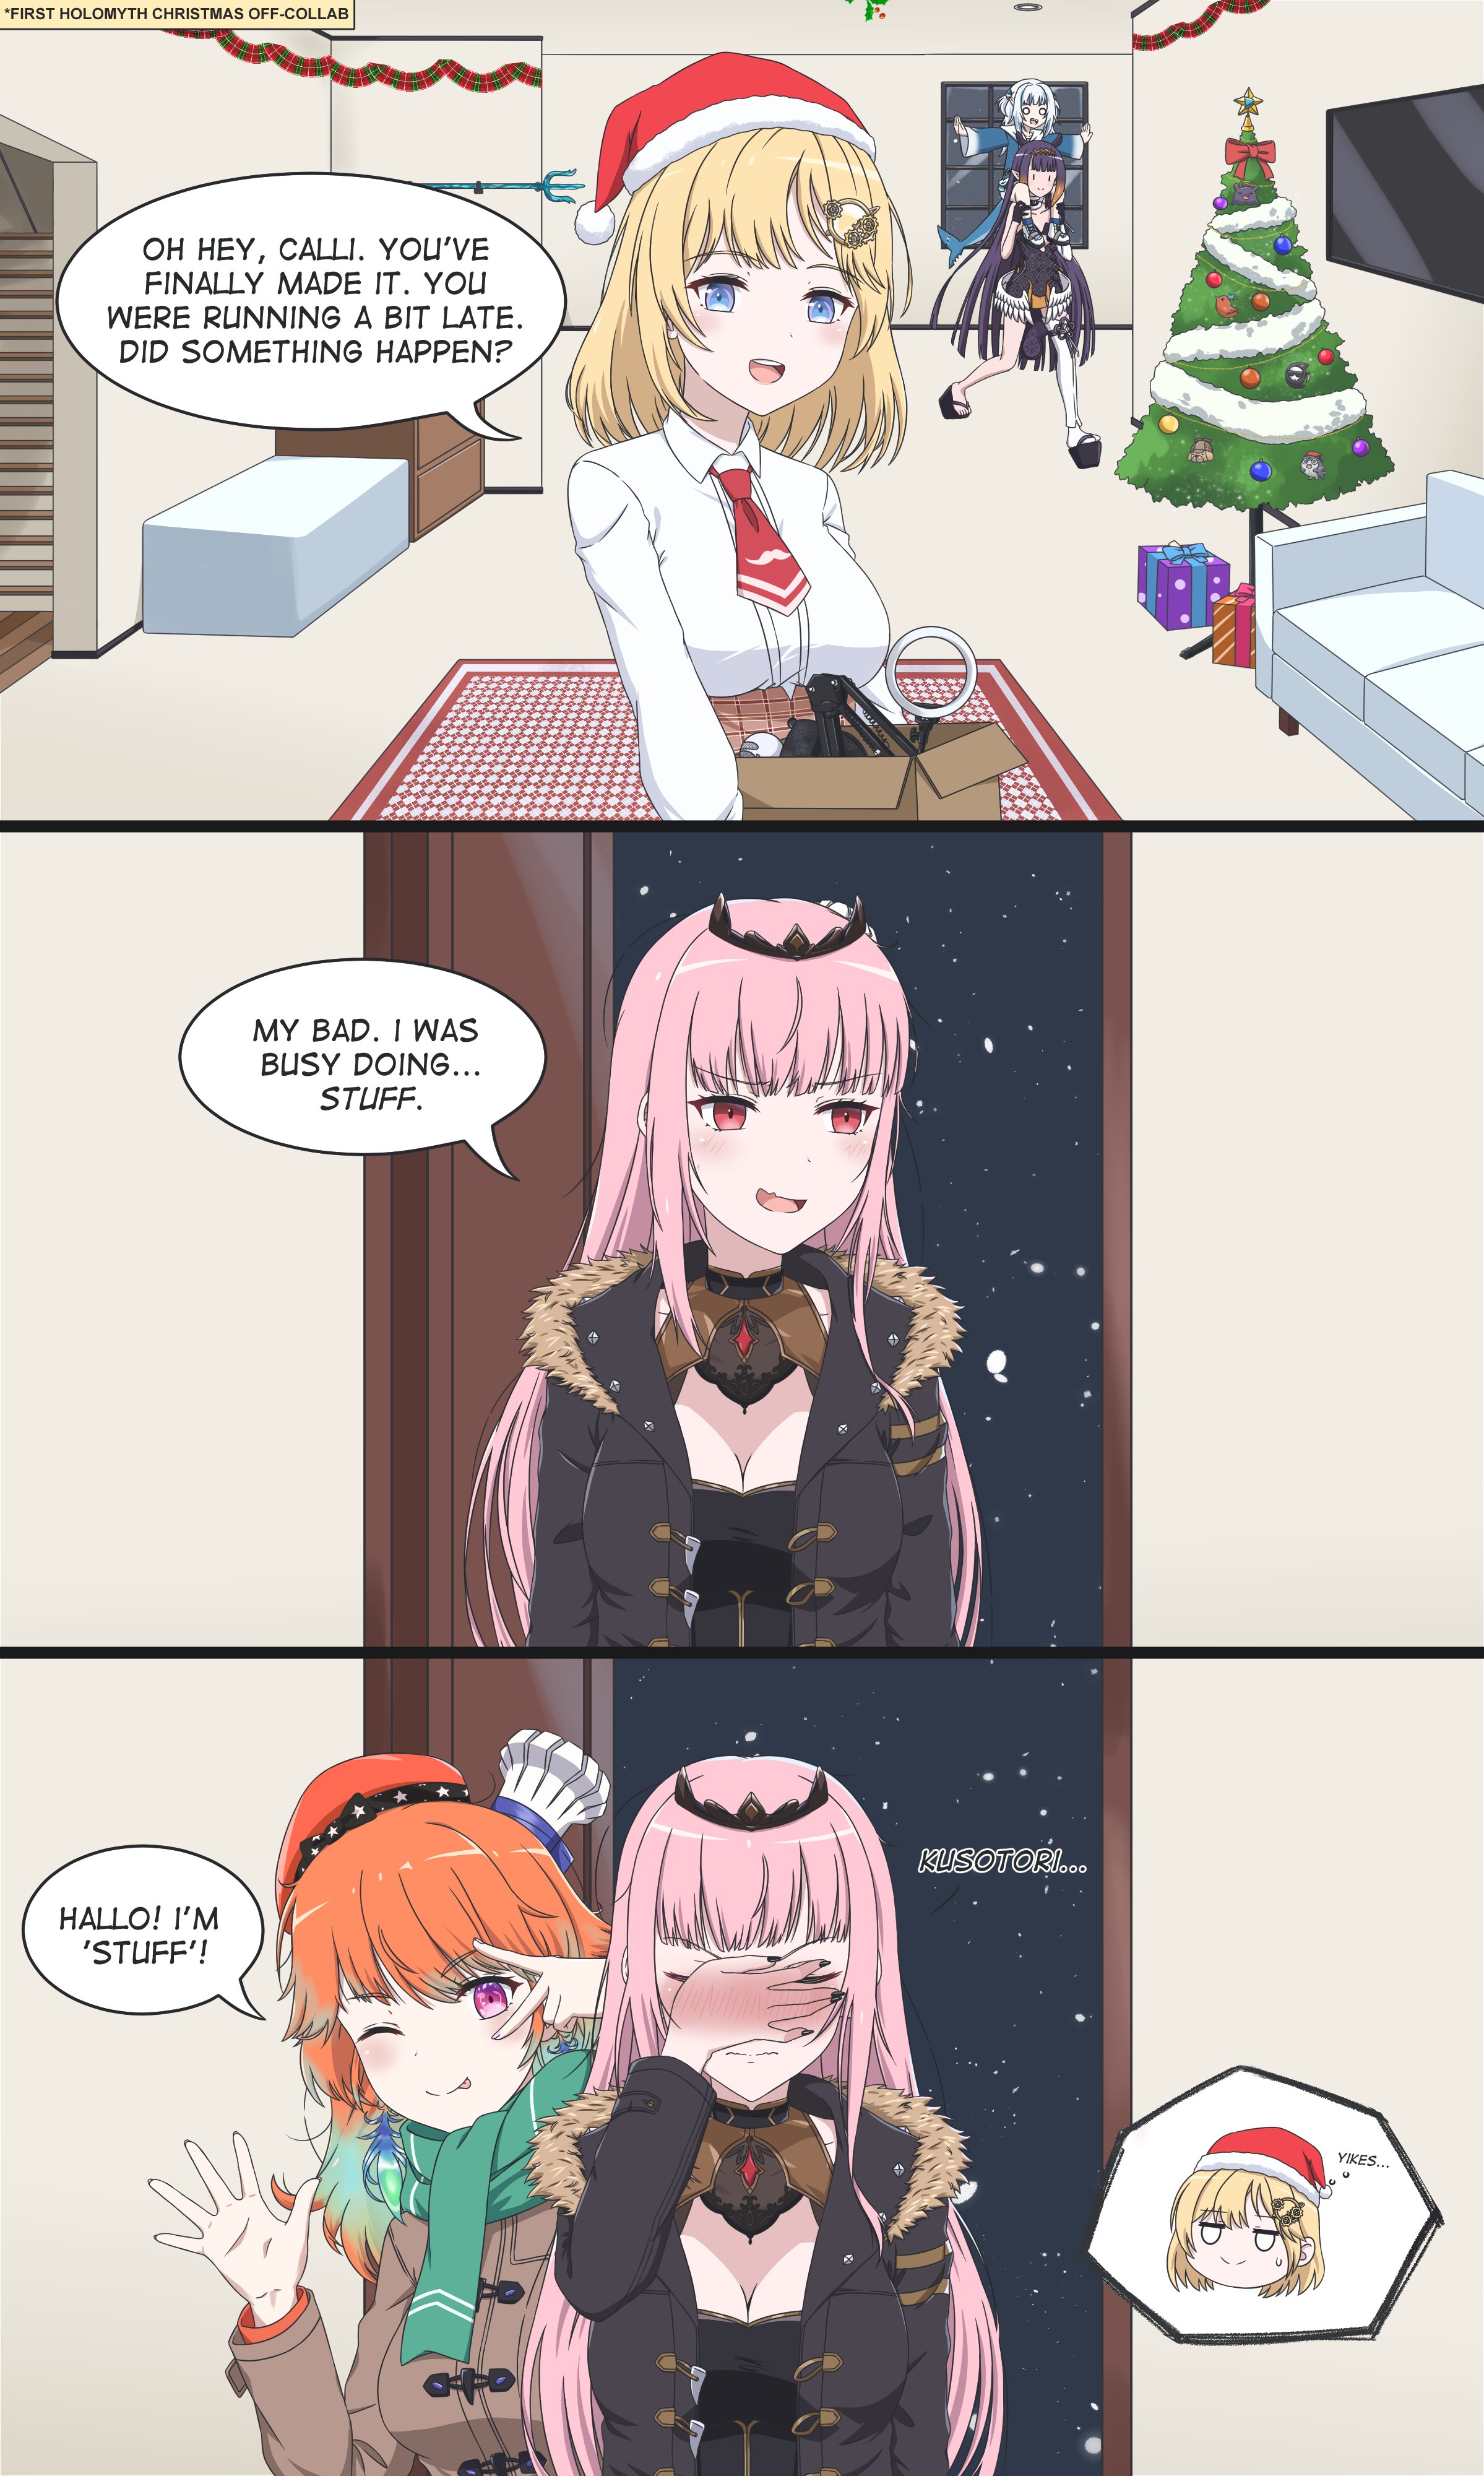 *FIRST HOLOMYTH CHRISTMAS OFF-COLLAB
OH HEY, CALLI. YOU'VE
FINALLY MADE IT. YOU
WERE RUNNING A BIT LATE.
DID SOMETHING HAPPEN?
MY BAD. I WAS
BUSY DOING...
STUFF.
KUSOTORI...
HALLO! I'M
'STUFF'!
YIKES...